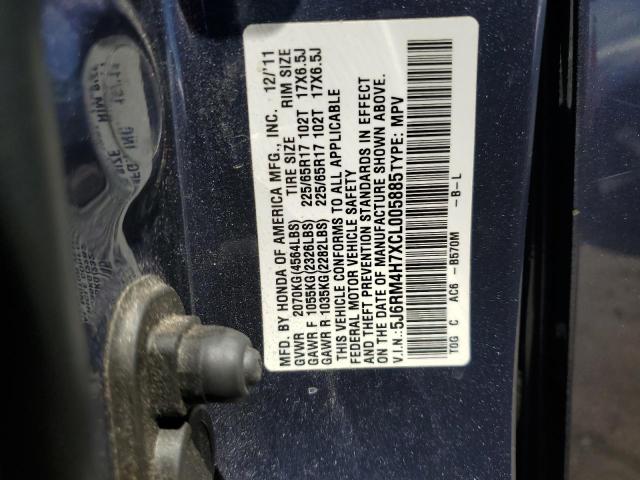 MFD. BY HONDA OF AMERICA MFG., INC. 12/'11
TIRE SIZE RIM SIZE
GVWR 2070KG(4564LBS)
GAWR F 1055KG(2326LBS) 225/65R17 102T 17X6.5J
GAWR R 1035KG(2282LBS) 225/65R17 102T 17X6.5J
THIS VEHICLE CONFORMS TO ALL APPLICABLE
FEDERAL MOTOR VEHICLE SAFETY
AND THEFT PREVENTION STANDARDS IN EFFECT
ON THE DATE OF MANUFACTURE SHOWN ABOVE.
V.I.N.:5J6RM4H7XCL005885TYPE: MPV
TOG C AC6 -B570M -B-L